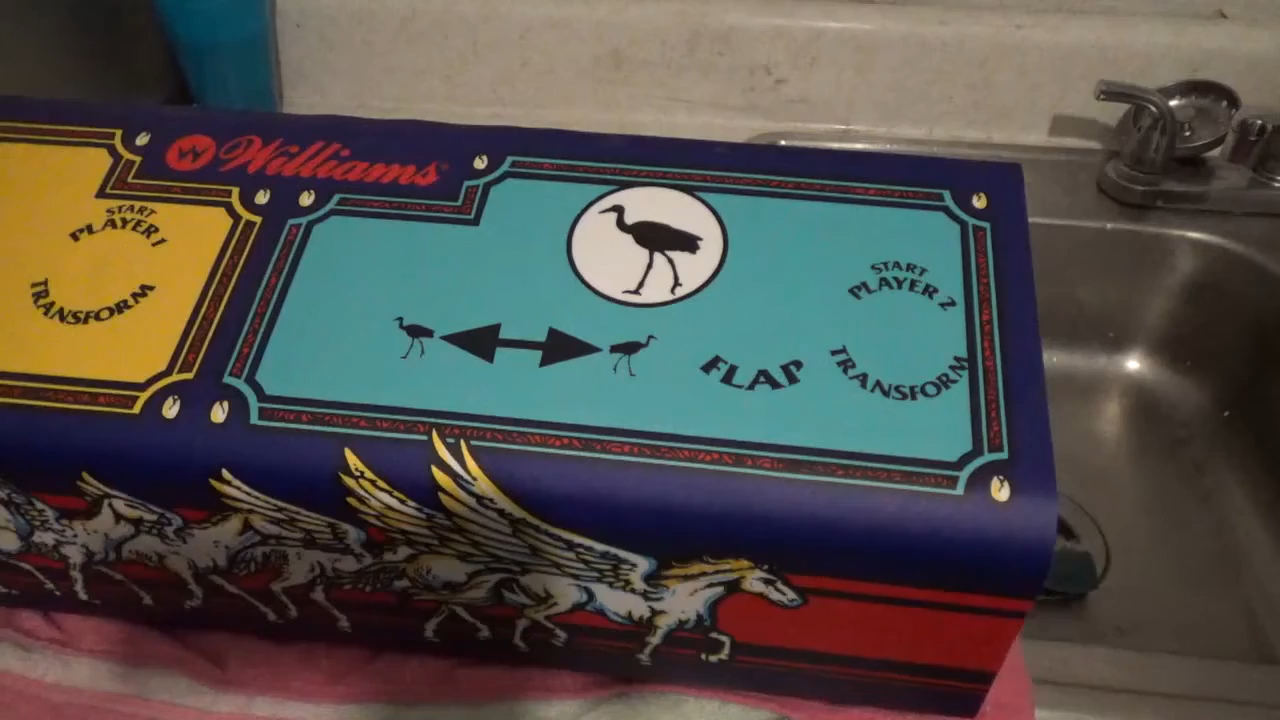 Williams®
START
PLAYER 1
TRANSFORM
START
PLAYER 2
FLAP
TRANSFORM